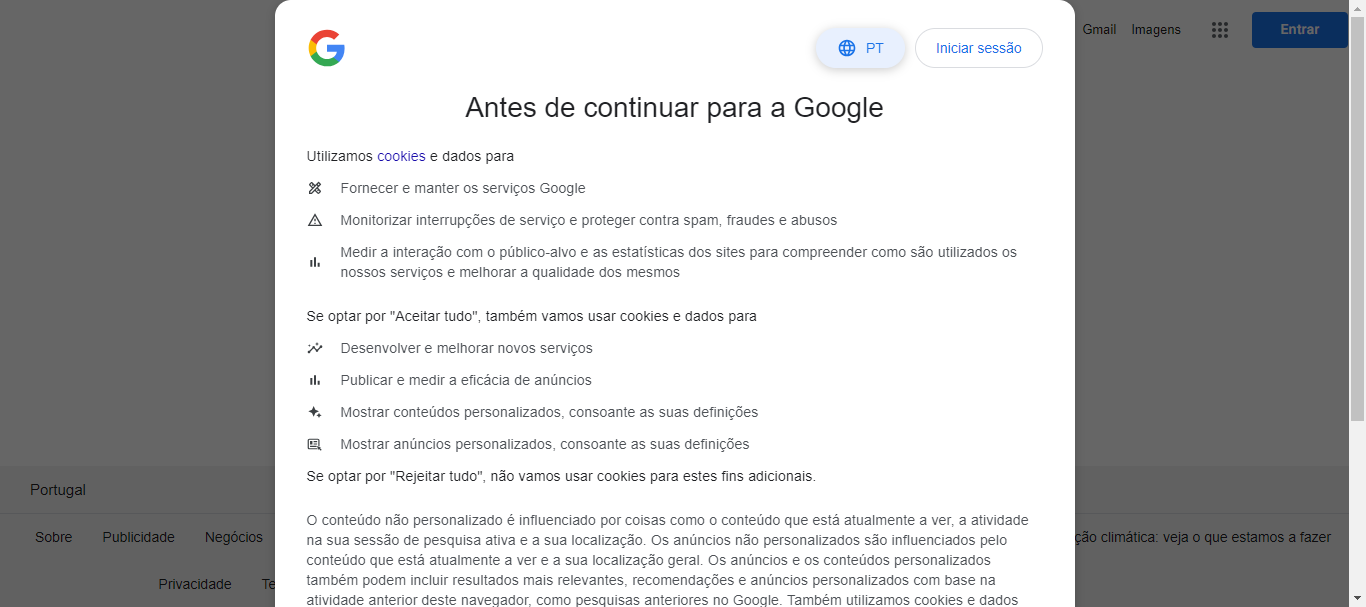 Gmail Imagens Entrar
PT Iniciar sessão
Antes de continuar para a Google
Utilizamos cookies e dados para
Fornecer e manter os serviços Google
Monitorizar interrupções de serviço e proteger contra spam, fraudes e abusos
Medir a interação com o público-alvo e as estatísticas dos sites para compreender como são utilizados os
nossos serviços e melhorar a qualidade dos mesmos
Se optar por "Aceitar tudo", também vamos usar cookies e dados para
Desenvolver e melhorar novos serviços
Publicar e medir a eficácia de anúncios
Mostrar conteúdos personalizados, consoante as suas definições
Mostrar anúncios personalizados, consoante as suas definições
Se optar por "Rejeitar tudo", não vamos usar cookies para estes fins adicionais.
O conteúdo não personalizado é influenciado por coisas como o conteúdo que está atualmente a ver, a atividade
na sua sessão de pesquisa ativa e a sua localização. Os anúncios não personalizados são influenciados pelo
conteúdo que está atualmente a ver e a sua localização geral. Os anúncios e os conteúdos personalizados
também podem incluir resultados mais relevantes, recomendações e anúncios personalizados com base na
atividade anterior deste navegador, como pesquisas anteriores no Google. Também utilizamos cookies e dados
Portugal
Sobre Publicidade Negócios
ção climática: veja o que estamos a fazer
Privacidade Te